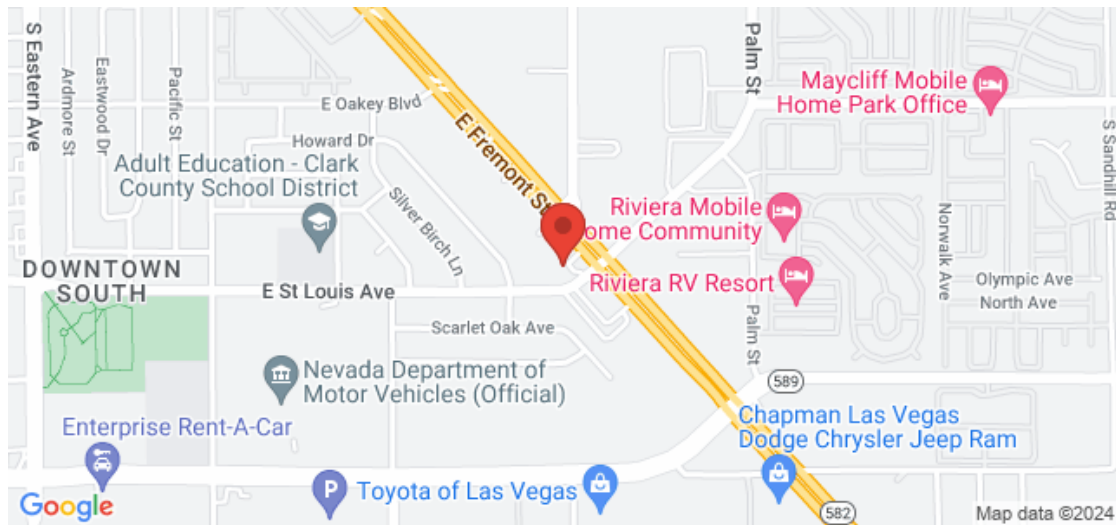 S Eastern Ave
Ardmore St
Eastwood Dr
Pacific St
E Oakey Blvd
Howard Dr
E Fremont St
Palm St
Maycliff Mobile
Home Park Office
S Sandhill Rd
Adult Education - Clark
County School District
Silver Birch Ln
Riviera Mobile
ome Community
Norwalk Ave
DOWNTOWN
SOUTH
E St Louis Ave
Riviera RV Resort
Olympic Ave
North Ave
Scarlet Oak Ave
Palm St
Nevada Department of
Motor Vehicles (Official)
589
Enterprise Rent-A-Car
Chapman Las Vegas
Dodge Chrysler Jeep Ram
P
Toyota of Las Vegas
Google
582
Map data ©2024